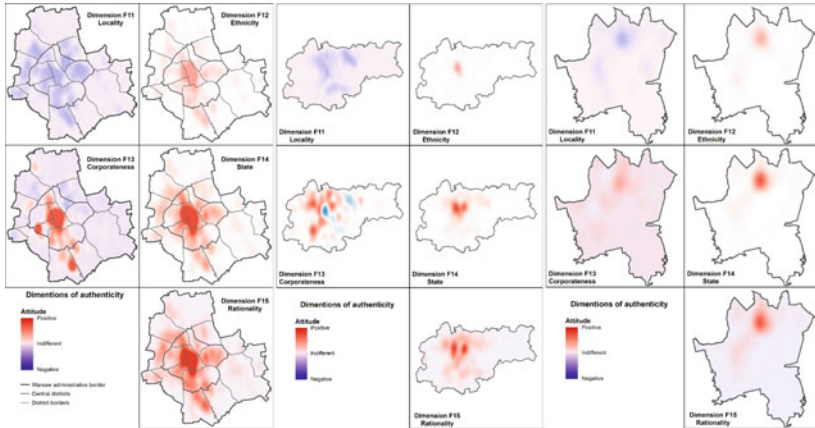 Dimension F11
Locality
Dimension F12
Ethnicity
Dimension F13
Corporateness
Dimension F14
State
Dimentions of authenticity
Attitude
Positive
Indifferent
Negative
Warsaw administrative border
Central districts
District borders
Dimension F15
Rationality
Dimension F11
Locality
Dimension F12
Ethnicity
Dimension F13
Corporateness
Dimension F14
State
Dimentions of authenticity
Attitude
Positive
Indifferent
Negative
Dimension F15
Rationality
Dimension F11
Locality
Dimension F12
Ethnicity
Dimension F13
Corporateness
Dimension F14
State
Dimentions of authenticity
Attitude
Positive
Indifferent
Negative
Dimension F15
Rationality